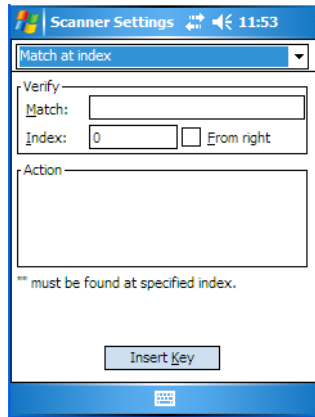 Scanner Settings 11:53
Match at index
Verify
Match:
Index: 0 From right
Action
"" must be found at specified index.
Insert Key